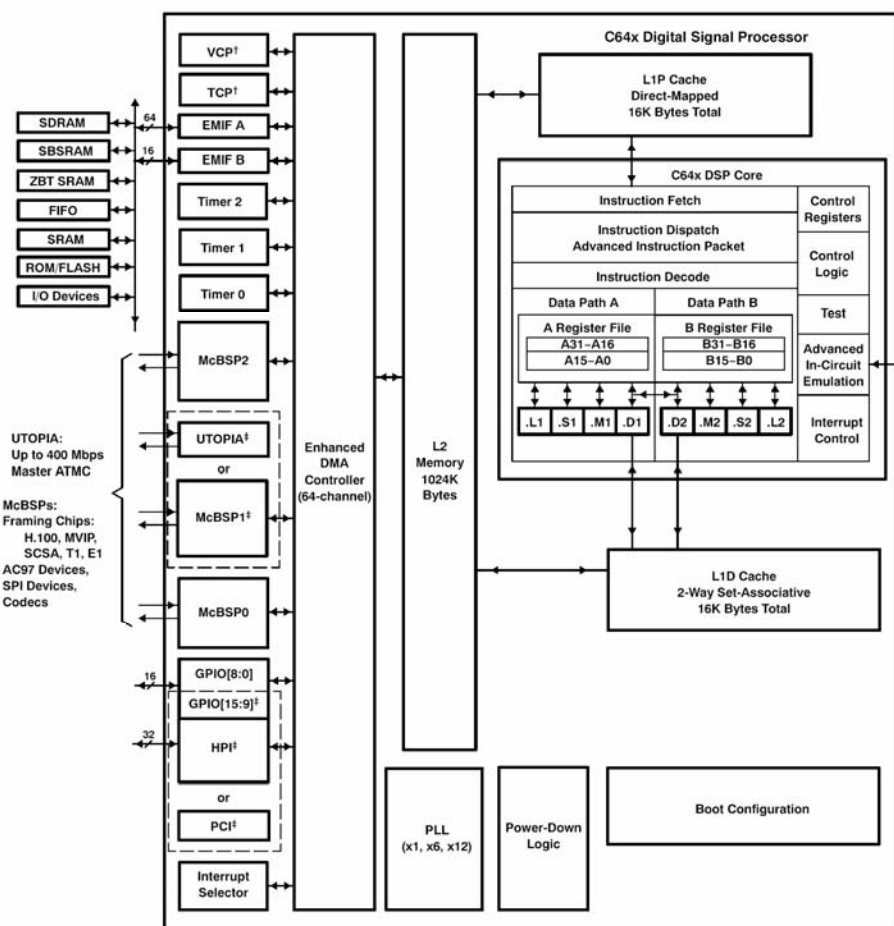 C64x Digital Signal Processor
VCP†
TCP†
EMIF A
EMIF B
Timer 2
Timer 1
Timer 0
McBSP2
UTOPIA‡
or
McBSP1‡
McBSP0
GPIO[8:0]
GPIO[15:9]‡
HPI‡
or
PCI‡
Interrupt
Selector
64
16
16
32
SDRAM
SBSRAM
ZBT SRAM
FIFO
SRAM
ROM/FLASH
I/O Devices
UTOPIA:
Up to 400 Mbps
Master ATMC
McBSPs:
Framing Chips:
H.100, MVIP,
SCSA, T1, E1
AC97 Devices,
SPI Devices,
Codecs
Enhanced
DMA
Controller
(64-channel)
L2
Memory
1024K
Bytes
PLL
(x1, x6, x12)
Power-Down
Logic
Boot Configuration
L1P Cache
Direct-Mapped
16K Bytes Total
C64x DSP Core
Instruction Fetch
Instruction Dispatch
Advanced Instruction Packet
Instruction Decode
Data Path A
Data Path B
A Register File
A31–A16
A15–A0
B Register File
B31–B16
B15–B0
.L1
.S1
.M1
.D1
.D2
.M2
.S2
.L2
Control
Registers
Control
Logic
Test
Advanced
In-Circuit
Emulation
Interrupt
Control
L1D Cache
2-Way Set-Associative
16K Bytes Total